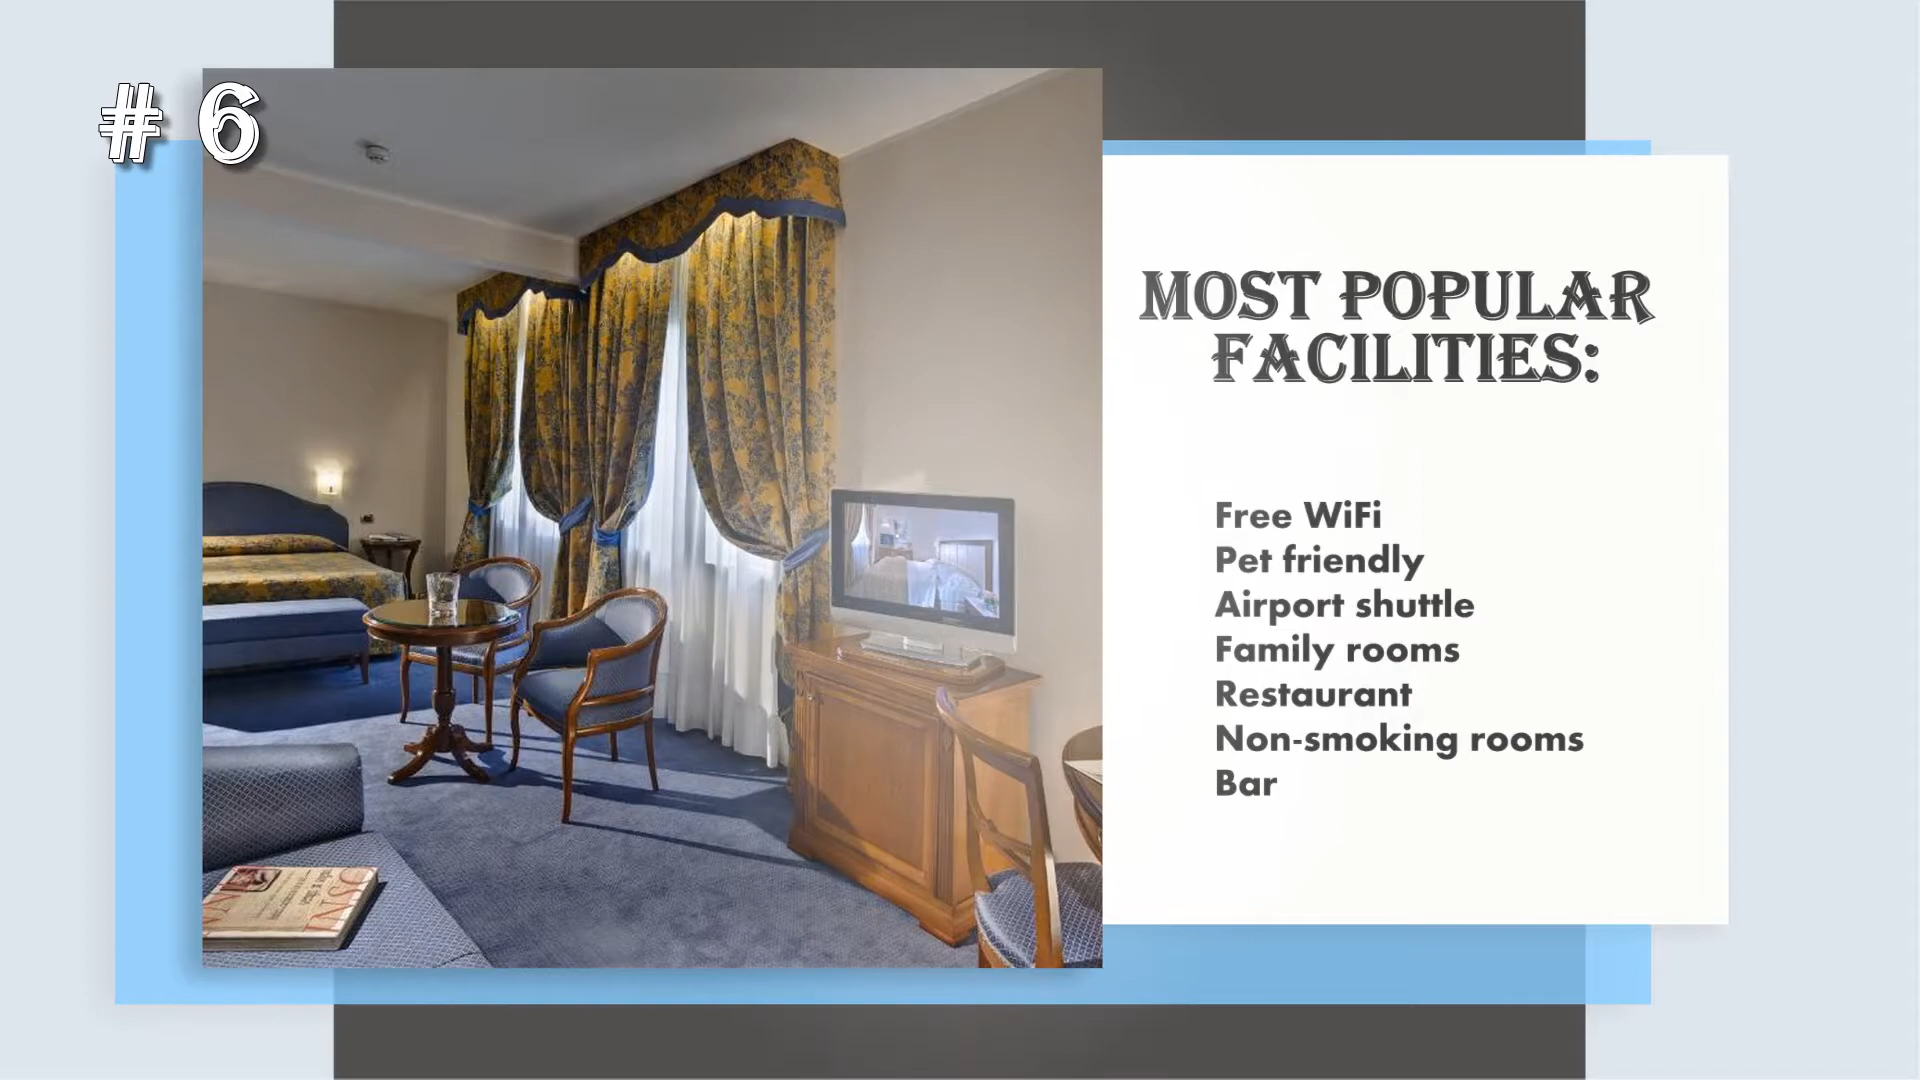 # 6
MOST POPULAR
FACILITIES:
Free WiFi
Pet friendly
Airport shuttle
Family rooms
Restaurant
Non-smoking rooms
Bar